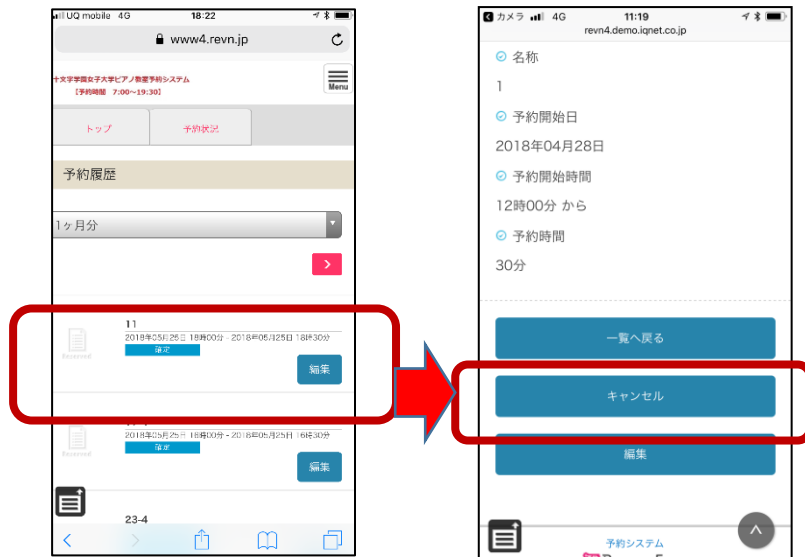 UQ mobile 4G 18:22
www4.revn.jp
十文字学園女子大学ピアノ教室予約システム
【予約時間 7:00～19:30】
Menu
トップ
予約状況
予約履歴
1ヶ月分
11
2018年05月25日 18時00分 - 2018年05月25日 18時30分
確定
編集
Reserved
2018年05月25日 16時00分 - 2018年05月25日 16時30分
確定
編集
23-4
カメラ 4G 11:19
revn4.demo.iqnet.co.jp
名称
1
予約開始日
2018年04月28日
予約開始時間
12時00分 から
予約時間
30分
一覧へ戻る
キャンセル
編集
予約システム